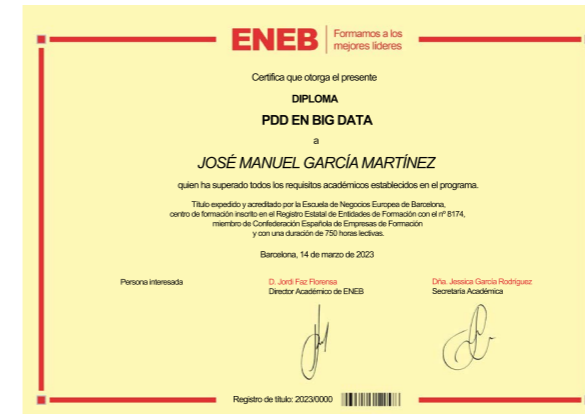 ENEB
Formamos a los
mejores líderes
Certifica que otorga el presente
DIPLOMA
PDD EN BIG DATA
a
JOSÉ MANUEL GARCÍA MARTÍNEZ
quien ha superado todos los requisitos académicos establecidos en el programa.
Título expedido y acreditado por la Escuela de Negocios Europea de Barcelona,
centro de formación inscrito en el Registro Estatal de Entidades de Formación con el nº 8174,
miembro de Confederación Española de Empresas de Formación
y con una duración de 750 horas lectivas.
Barcelona, 14 de marzo de 2023
Persona interesada
D. Jordi Faz Florensa
Director Académico de ENEB
Dña. Jessica García Rodríguez
Secretaría Académica
Registro de título: 2023/0000